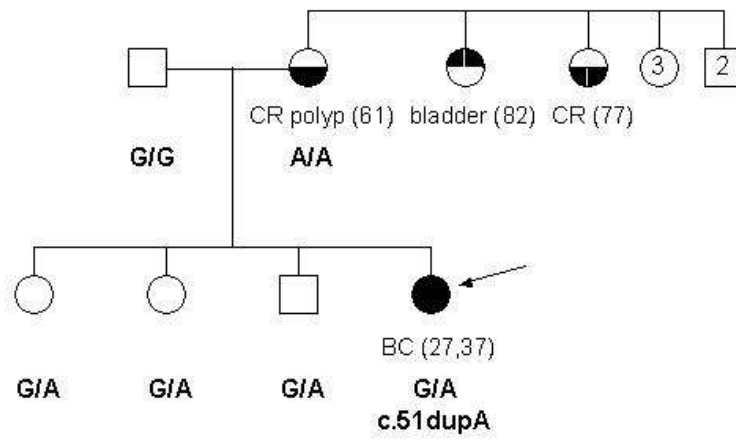 3 2
CR polyp (61) bladder (82) CR (77)
G/G A/A
BC (27,37)
G/A G/A G/A G/A
c.51dupA